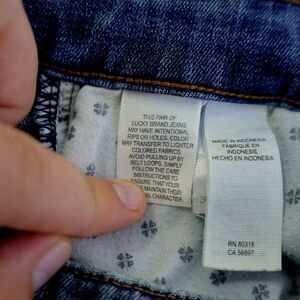 THIS PAIR OF
LUCKY BRAND JEANS
MAY HAVE INTENTIONAL
RIPS OR HOLES. COLOR
MAY TRANSFER TO LIGHTER
COLORED FABRICS.
AVOID PULLING UP BY
BELT LOOPS. SIMPLY
FOLLOW THE CARE
INSTRUCTIONS TO
ENSURE THAT YOUR
MAINTAIN THEIR
CHARACTER.
MADE IN INDONESIA
FABRIQUÉ EN
INDONESIE
HECHO EN INDONESIA
RN 80318
CA 56897